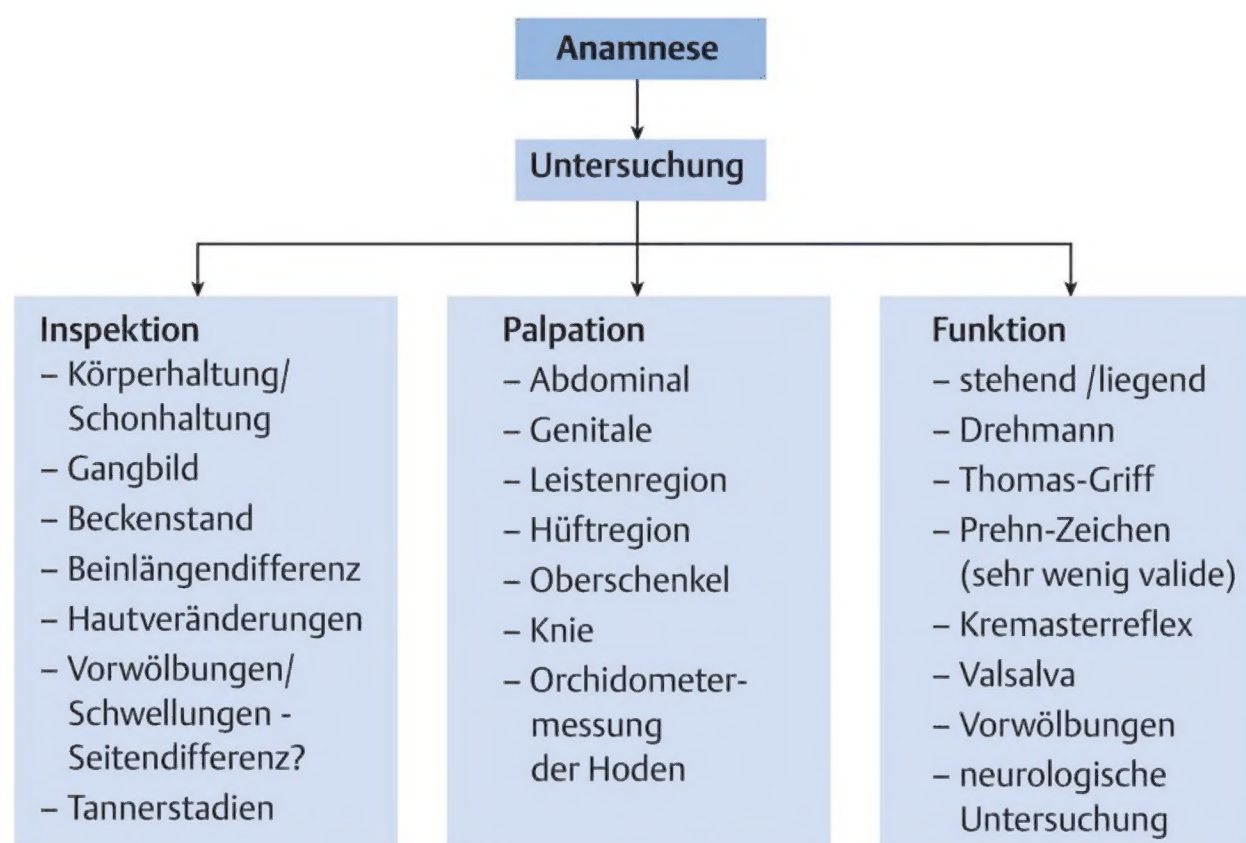 Anamnese
Untersuchung
Inspektion
– Körperhaltung/
Schonhaltung
– Gangbild
– Beckenstand
– Beinlängendifferenz
– Hautveränderungen
– Vorwölbungen/
Schwellungen -
Seitendifferenz?
– Tannerstadien
Palpation
– Abdominal
– Genitale
– Leistenregion
– Hüftregion
– Oberschenkel
– Knie
– Orchidometer-
messung
der Hoden
Funktion
– stehend /liegend
– Drehmann
– Thomas-Griff
– Prehn-Zeichen
(sehr wenig valide)
– Kremasterreflex
– Valsalva
– Vorwölbungen
– neurologische
Untersuchung